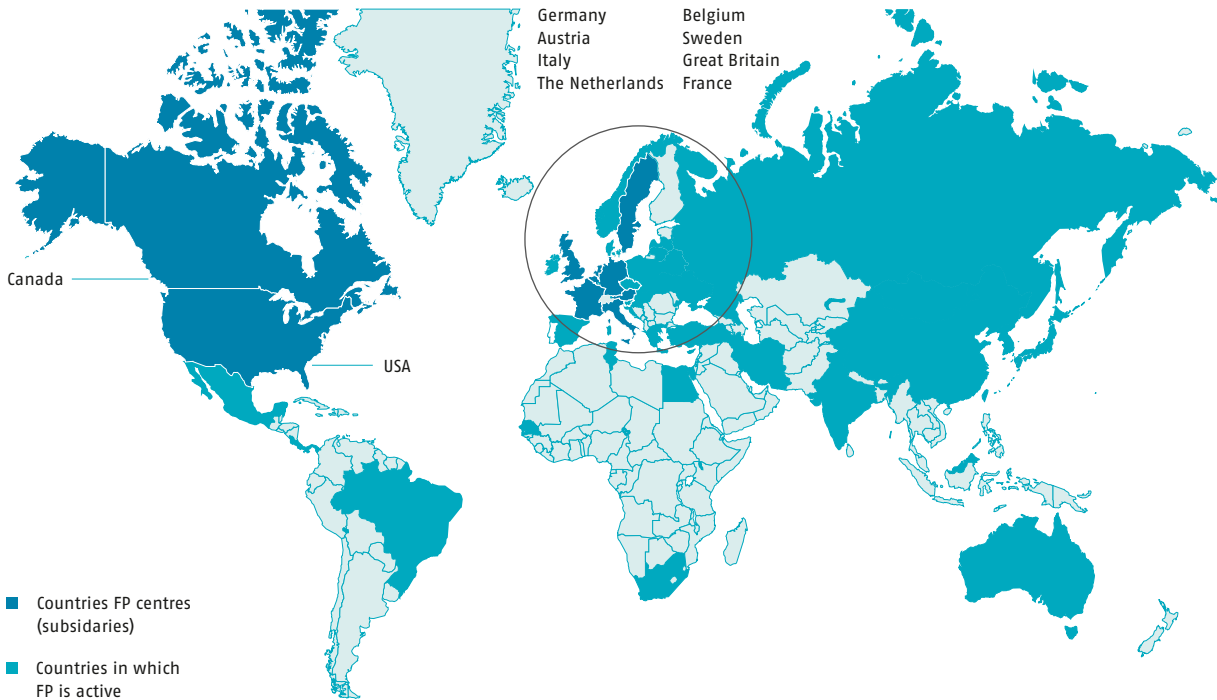 Germany
Austria
Italy
The Netherlands
Belgium
Sweden
Great Britain
France
Canada
USA
Countries FP centres
(subsidaries)
Countries in which
FP is active